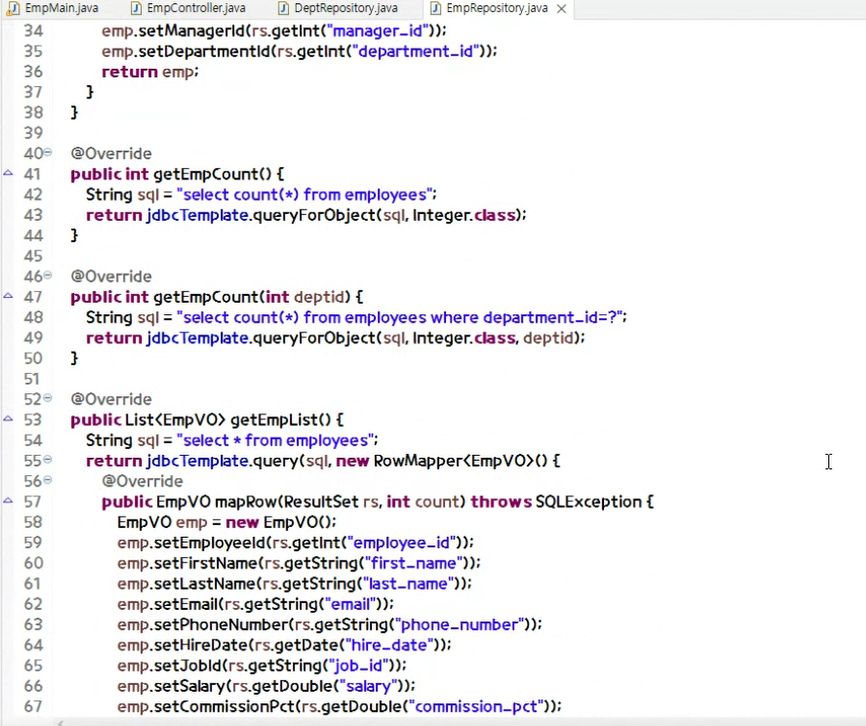 EmpMain.java EmpController.java DeptRepository.java EmpRepository.java
34 emp.setManagerId(rs.getInt("manager_id"));
35 emp.setDepartmentId(rs.getInt("department_id"));
36 return emp;
37 }
38 }
39
40 @Override
41 public int getEmpCount() {
42 String sql = "select count(*) from employees";
43 return jdbcTemplate.queryForObject(sql, Integer.class);
44 }
45
46 @Override
47 public int getEmpCount(int deptid) {
48 String sql = "select count(*) from employees where department_id=?";
49 return jdbcTemplate.queryForObject(sql, Integer.class, deptid);
50 }
51
52 @Override
53 public List<EmpVO> getEmpList() {
54 String sql = "select * from employees";
55 return jdbcTemplate.query(sql, new RowMapper<EmpVO>() {
56 @Override
57 public EmpVO mapRow(ResultSet rs, int count) throws SQLException {
58 EmpVO emp = new EmpVO();
59 emp.setEmployeeId(rs.getInt("employee_id"));
60 emp.setFirstName(rs.getString("first_name"));
61 emp.setLastName(rs.getString("last_name"));
62 emp.setEmail(rs.getString("email"));
63 emp.setPhoneNumber(rs.getString("phone_number"));
64 emp.setHireDate(rs.getDate("hire_date"));
65 emp.setJobId(rs.getString("job_id"));
66 emp.setSalary(rs.getDouble("salary"));
67 emp.setCommissionPct(rs.getDouble("commission_pct"));